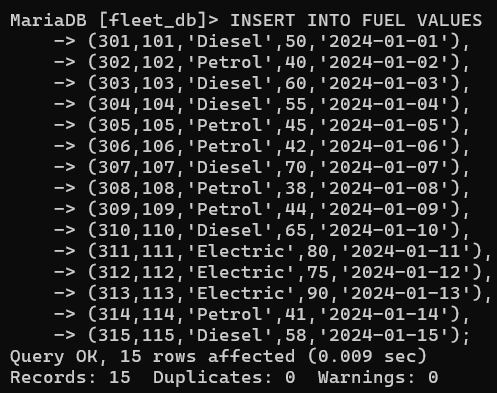 MariaDB [fleet_db]> INSERT INTO FUEL VALUES
    -> (301,101,'Diesel',50,'2024-01-01'),
    -> (302,102,'Petrol',40,'2024-01-02'),
    -> (303,103,'Diesel',60,'2024-01-03'),
    -> (304,104,'Diesel',55,'2024-01-04'),
    -> (305,105,'Petrol',45,'2024-01-05'),
    -> (306,106,'Petrol',42,'2024-01-06'),
    -> (307,107,'Diesel',70,'2024-01-07'),
    -> (308,108,'Petrol',38,'2024-01-08'),
    -> (309,109,'Petrol',44,'2024-01-09'),
    -> (310,110,'Diesel',65,'2024-01-10'),
    -> (311,111,'Electric',80,'2024-01-11'),
    -> (312,112,'Electric',75,'2024-01-12'),
    -> (313,113,'Electric',90,'2024-01-13'),
    -> (314,114,'Petrol',41,'2024-01-14'),
    -> (315,115,'Diesel',58,'2024-01-15');
Query OK, 15 rows affected (0.009 sec)
Records: 15  Duplicates: 0  Warnings: 0